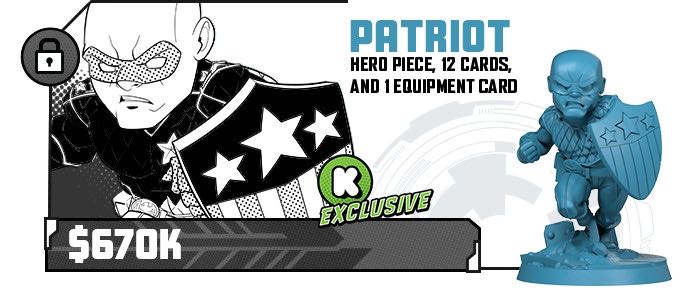 PATRIOT
HERO PIECE, 12 CARDS,
AND 1 EQUIPMENT CARD
K
EXCLUSIVE
$670K